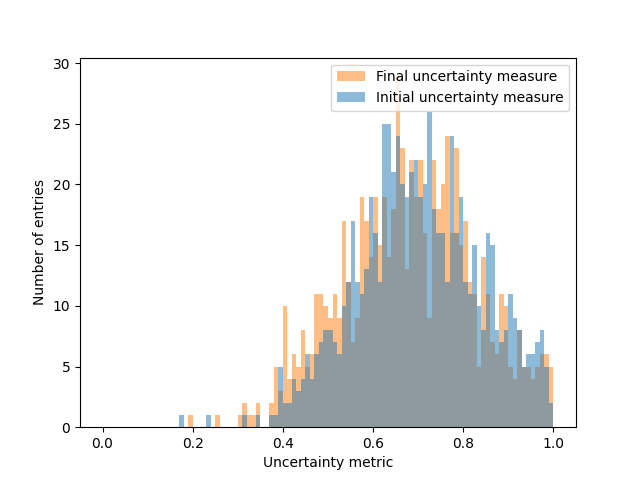 30
25
20
15
10
5
0
Number of entries
Final uncertainty measure
Initial uncertainty measure
0.0 0.2 0.4 0.6 0.8 1.0
Uncertainty metric